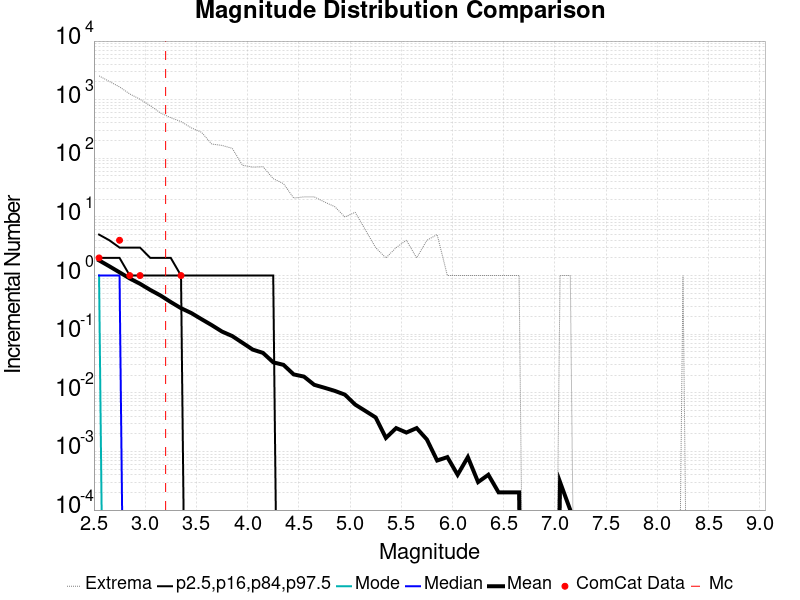 Magnitude Distribution Comparison
10^4
10^3
10^2
10^1
10^0
10^-1
10^-2
10^-3
10^-4
Incremental Number
2.5 3.0 3.5 4.0 4.5 5.0 5.5 6.0 6.5 7.0 7.5 8.0 8.5 9.0
Magnitude
Extrema p2.5,p16,p84,p97.5 Mode Median Mean ComCat Data Mc